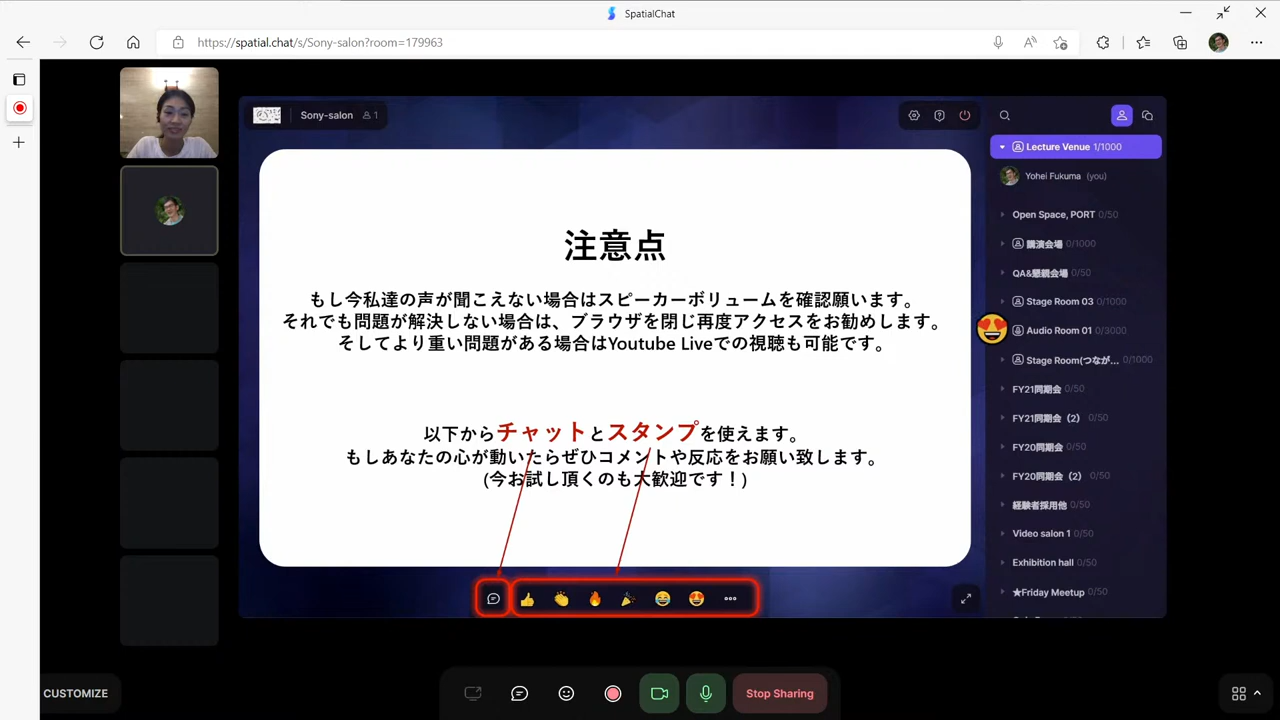 SpatialChat
https://spatial.chat/s/Sony-salon?room=179963
Sony-salon 1
注意点
もし今私達の声が聞こえない場合はスピーカーボリュームを確認願います。
それでも問題が解決しない場合は、ブラウザを閉じ再度アクセスをお勧めします。
そしてより重い問題がある場合はYoutube Liveでの視聴も可能です。
以下からチャットとスタンプを使えます。
もしあなたの心が動いたらぜひコメントや反応をお願い致します。
(今お試し頂くのも大歓迎です！)
Lecture Venue 1/1000
Yohei Fukuma (you)
Open Space, PORT 0/50
講演会場 0/1000
QA&懇親会場 0/50
Stage Room 03 0/1000
Audio Room 01 0/3000
Stage Room(つなが... 0/1000
FY21同期会 0/50
FY21同期会（2） 0/50
FY20同期会 0/50
FY20同期会（2） 0/50
経験者採用他 0/50
Video salon 1 0/50
Exhibition hall 0/50
★Friday Meetup 0/50
CUSTOMIZE
Stop Sharing